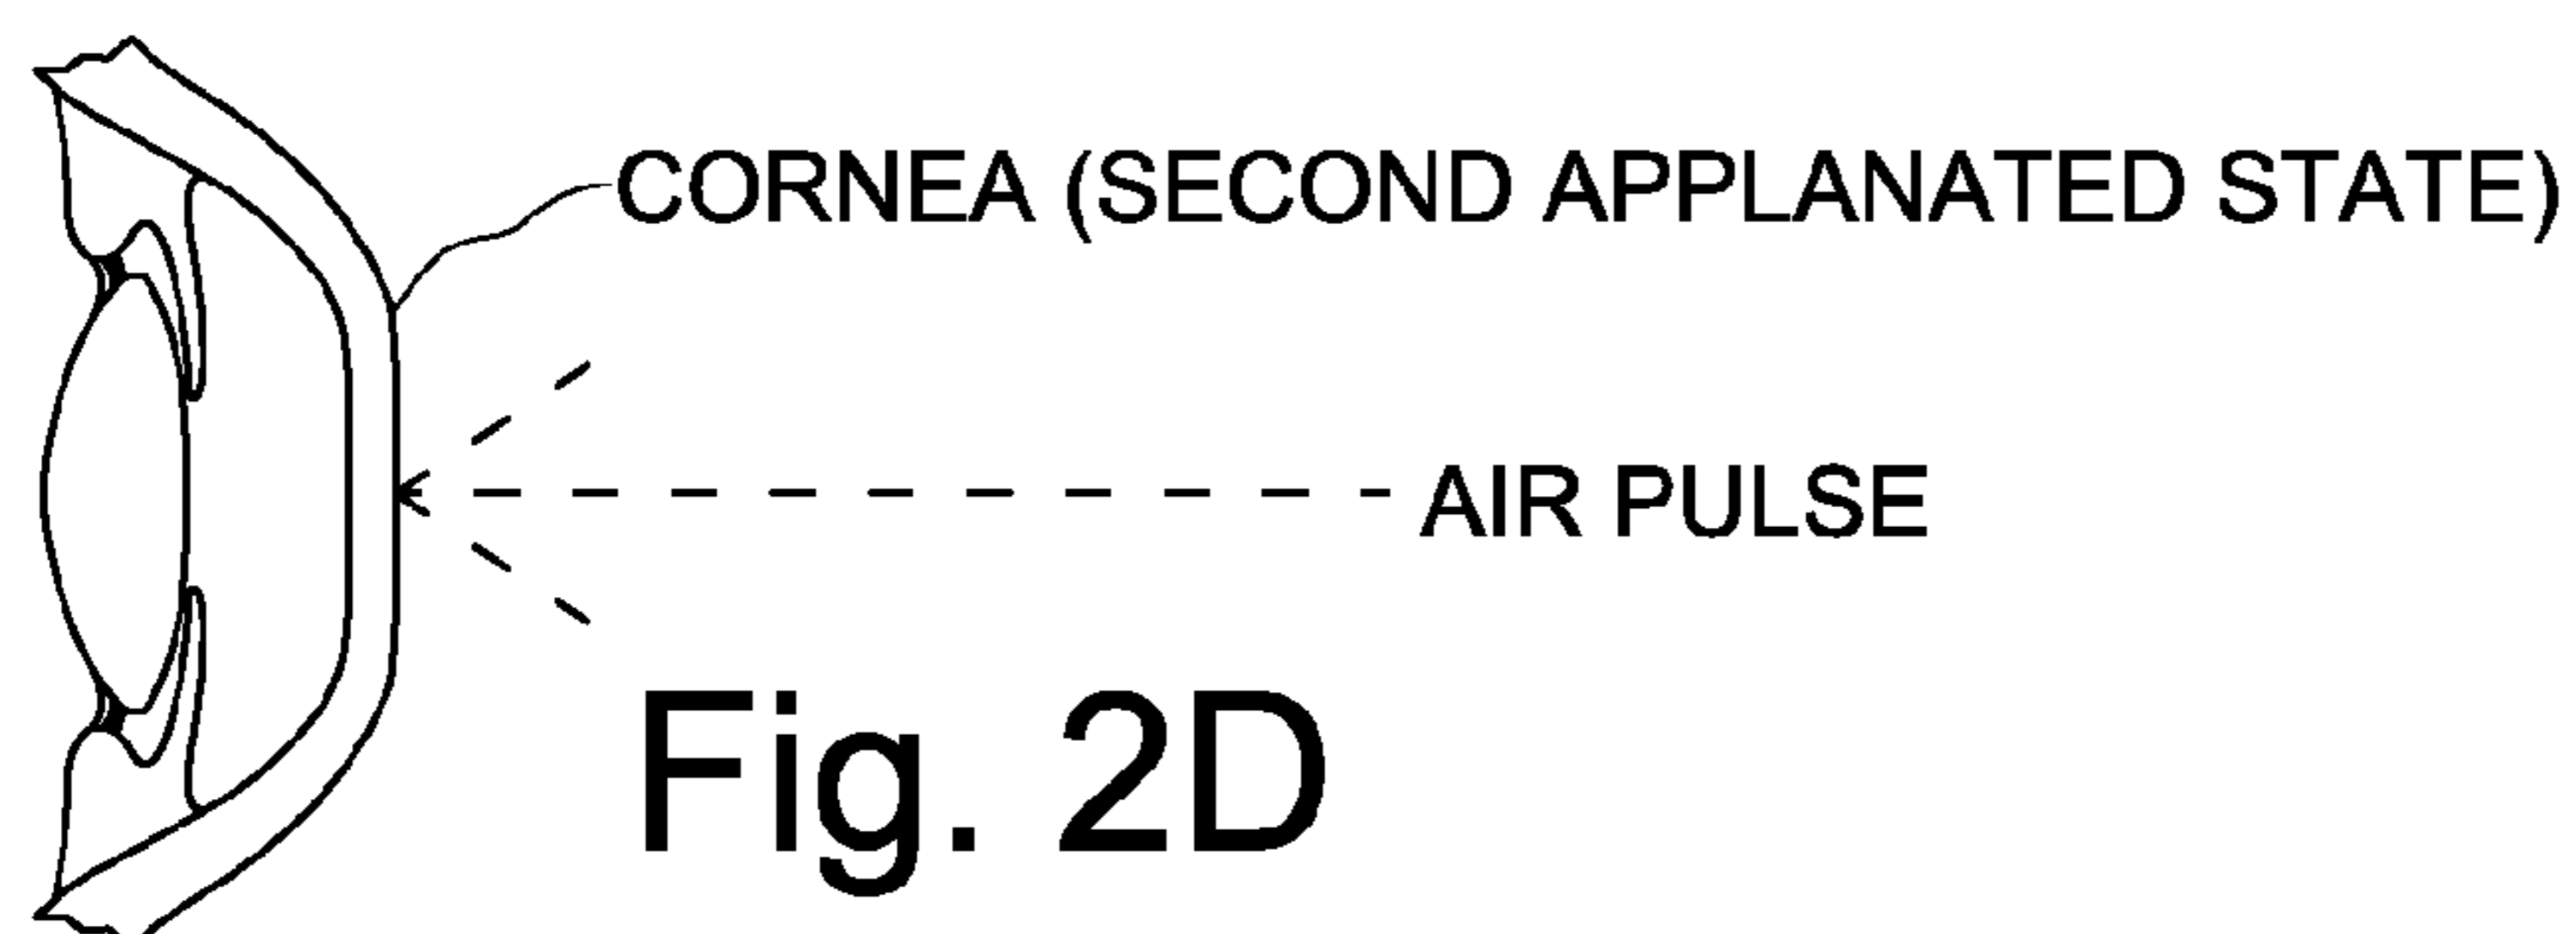 CORNEA (SECOND APPLANATED STATE)
AIR PULSE
Fig. 2D